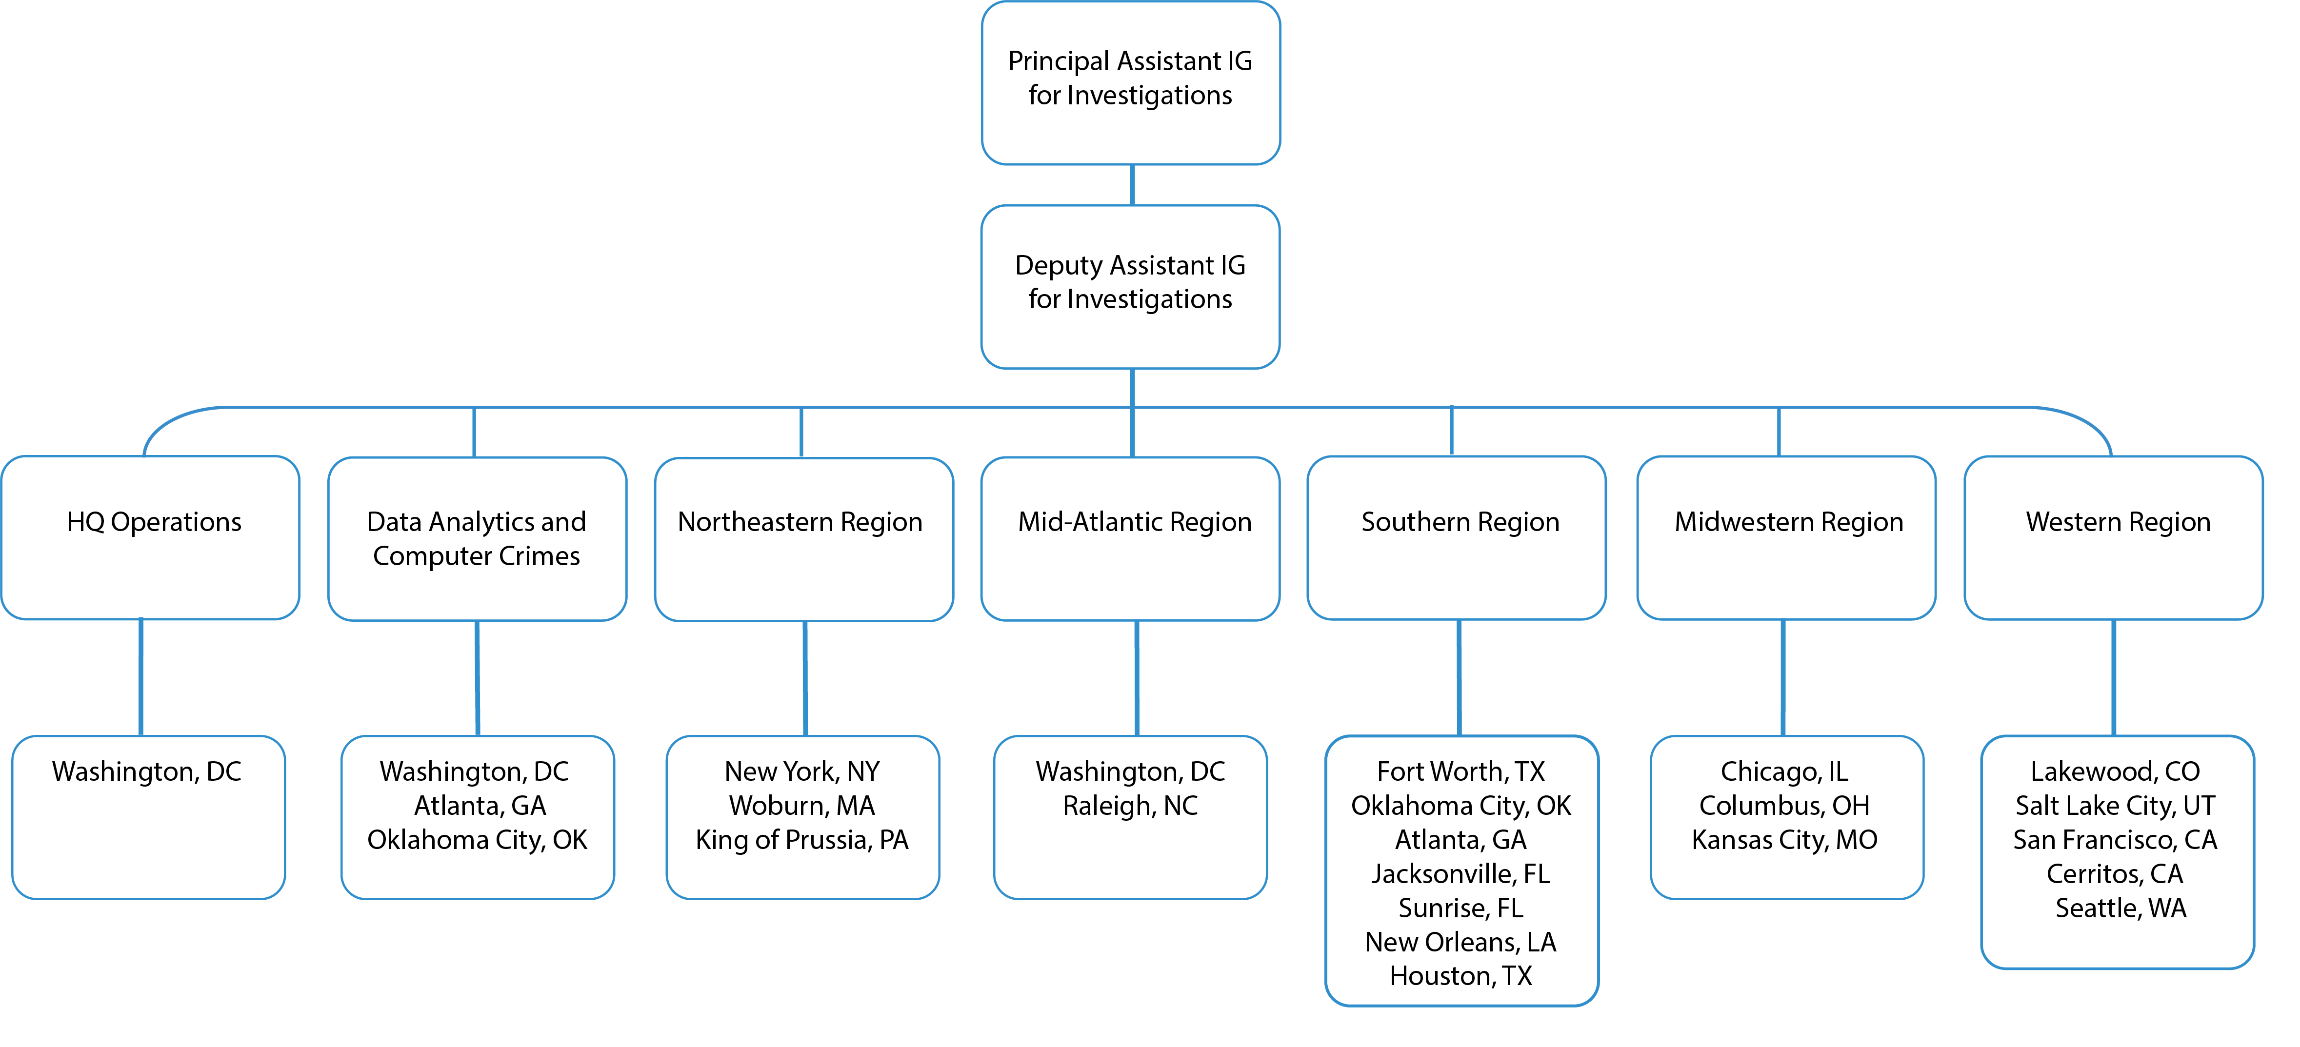 Principal Assistant IG
for Investigations
Deputy Assistant IG
for Investigations
HQ Operations
Data Analytics and
Computer Crimes
Northeastern Region
Mid-Atlantic Region
Southern Region
Midwestern Region
Western Region
Washington, DC
Washington, DC
Atlanta, GA
Oklahoma City, OK
New York, NY
Woburn, MA
King of Prussia, PA
Washington, DC
Raleigh, NC
Fort Worth, TX
Oklahoma City, OK
Atlanta, GA
Jacksonville, FL
Sunrise, FL
New Orleans, LA
Houston, TX
Chicago, IL
Columbus, OH
Kansas City, MO
Lakewood, CO
Salt Lake City, UT
San Francisco, CA
Cerritos, CA
Seattle, WA